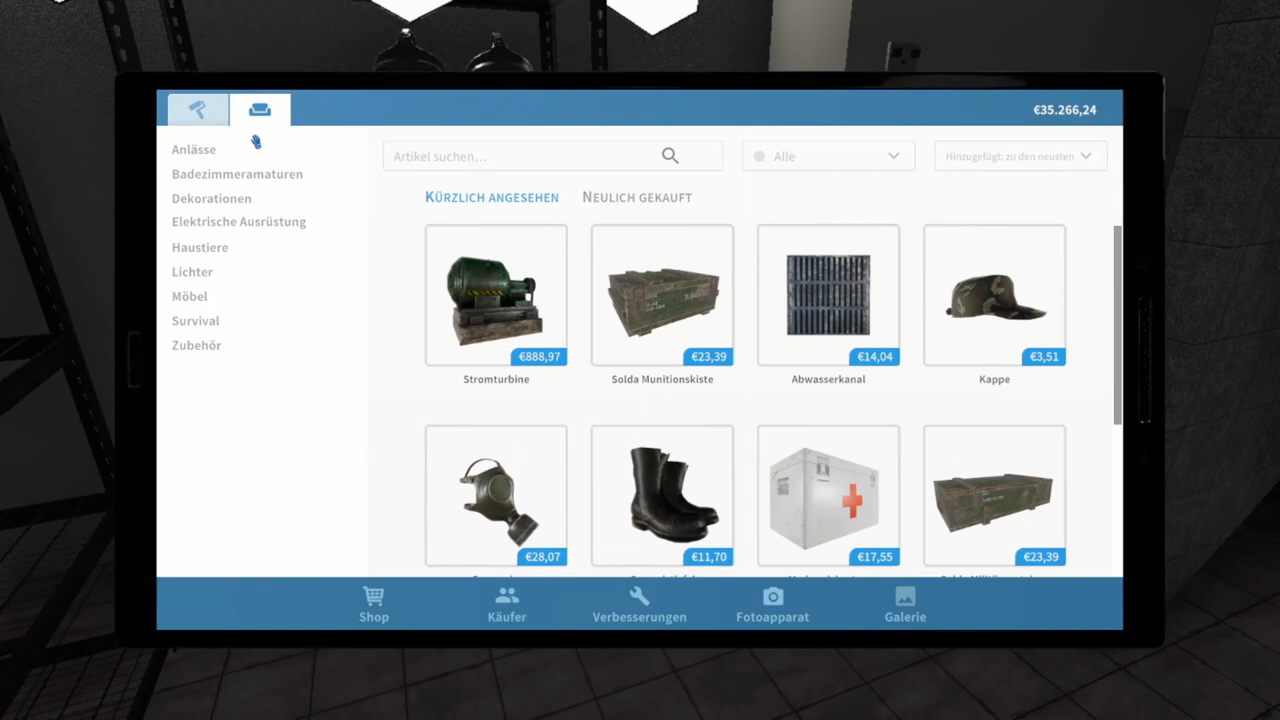 €35.266,24
Anlässe
Badezimmeramaturen
Dekorationen
Elektrische Ausrüstung
Haustiere
Lichter
Möbel
Survival
Zubehör
Artikel suchen...
Alle
Hinzugefügt: zu den neusten
KÜRZLICH ANGESEHEN
NEULICH GEKAUFT
€888,97
€23,39
€14,04
€3,51
Stromturbine
Solda Munitionskiste
Abwasserkanal
Kappe
€28,07
€11,70
€17,55
€23,39
Shop
Käufer
Verbesserungen
Fotoapparat
Galerie